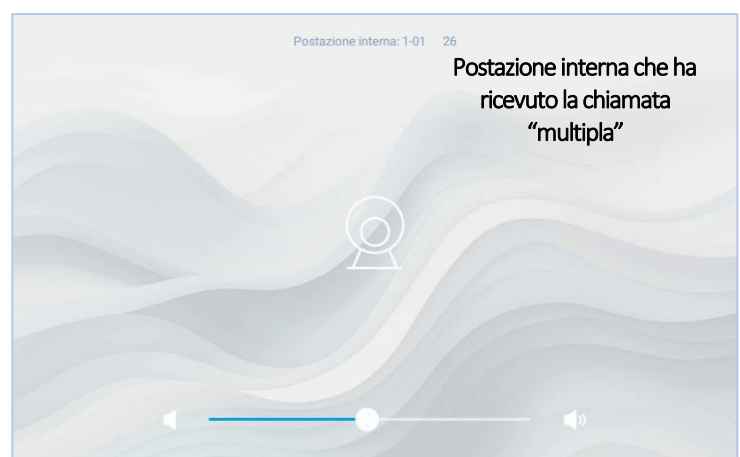 Postazione interna: 1-01 26
Postazione interna che ha
ricevuto la chiamata
“multipla”